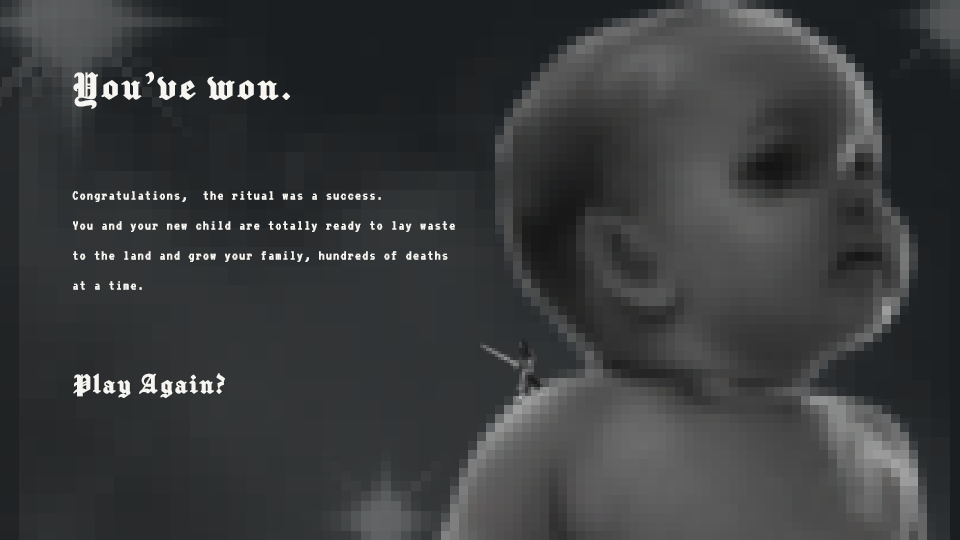 You've won.
Congratulations,  the ritual was a success.
You and your new child are totally ready to lay waste
to the land and grow your family, hundreds of deaths
at a time.
Play Again?